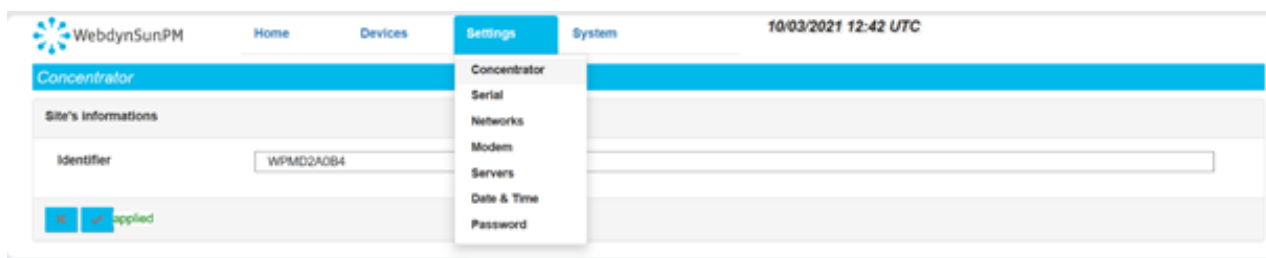 WebdynSunPM Home Devices Settings System 10/03/2021 12:42 UTC
Concentrator
Concentrator
Serial
Networks
Modem
Servers
Date & Time
Password
Site's informations
Identifier WPMD2A0B4
applied